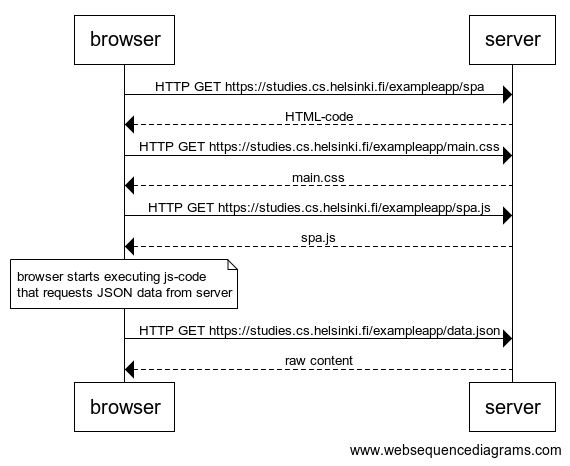 browser
server
HTTP GET https://studies.cs.helsinki.fi/exampleapp/spa
HTML-code
HTTP GET https://studies.cs.helsinki.fi/exampleapp/main.css
main.css
HTTP GET https://studies.cs.helsinki.fi/exampleapp/spa.js
spa.js
browser starts executing js-code
that requests JSON data from server
HTTP GET https://studies.cs.helsinki.fi/exampleapp/data.json
raw content
browser
server
www.websequencediagrams.com